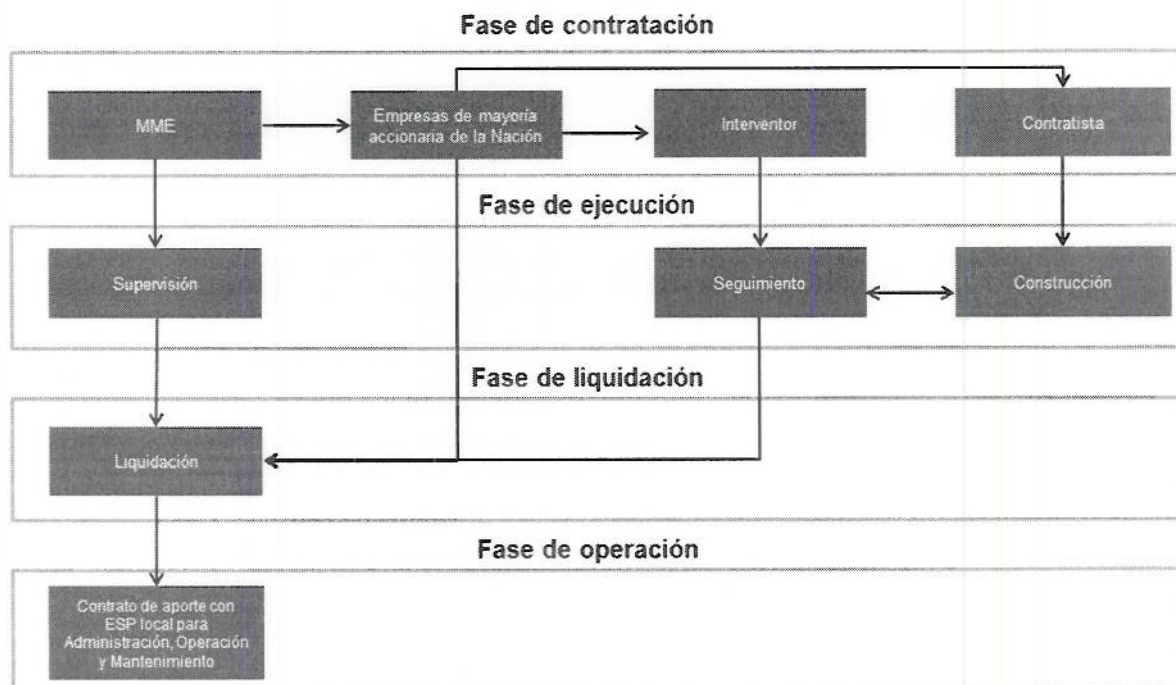 Fase de contratación
MME
Empresas de mayoría
accionaria de la Nación
Interventor
Contratista
Fase de ejecución
Supervisión
Seguimiento
Construcción
Fase de liquidación
Liquidación
Fase de operación
Contrato de aporte con
ESP local para
Administración, Operación
y Mantenimiento